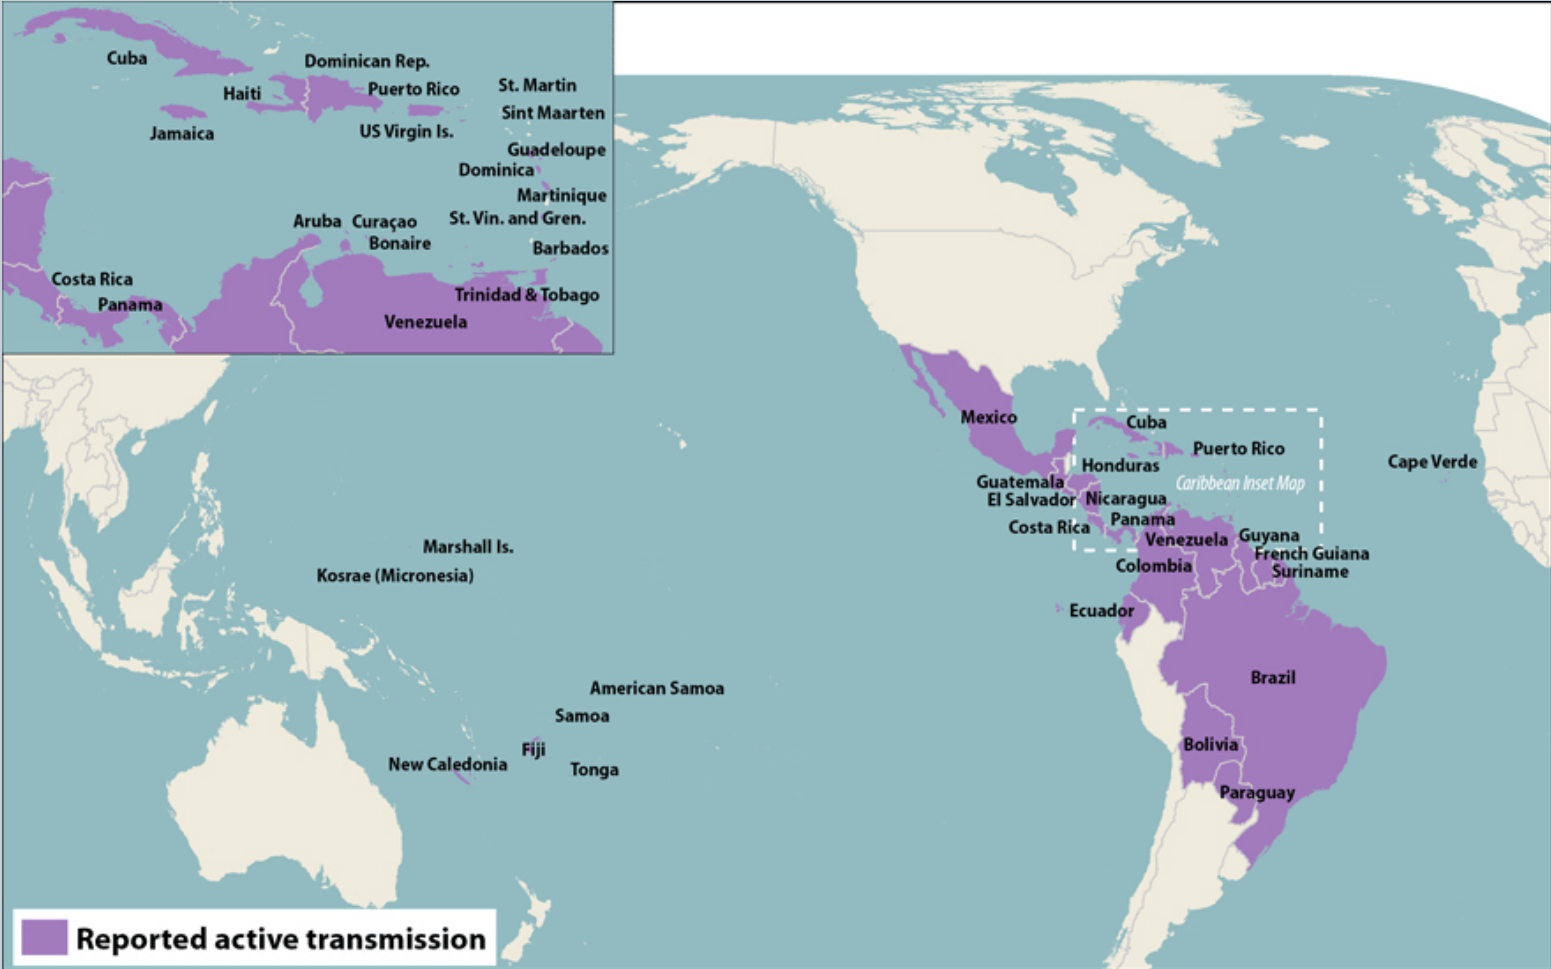 Cuba
Dominican Rep.
Haiti
Puerto Rico
St. Martin
Sint Maarten
Jamaica
US Virgin Is.
Guadeloupe
Dominica
Martinique
Aruba
Curaçao
St. Vin. and Gren.
Bonaire
Barbados
Costa Rica
Panama
Trinidad & Tobago
Venezuela
Mexico
Cuba
Puerto Rico
Honduras
Cape Verde
Guatemala
Caribbean Inset Map
El Salvador
Nicaragua
Costa Rica
Panama
Venezuela
Guyana
French Guiana
Colombia
Suriname
Marshall Is.
Kosrae (Micronesia)
Ecuador
Brazil
American Samoa
Samoa
Fiji
New Caledonia
Tonga
Bolivia
Paraguay
Reported active transmission